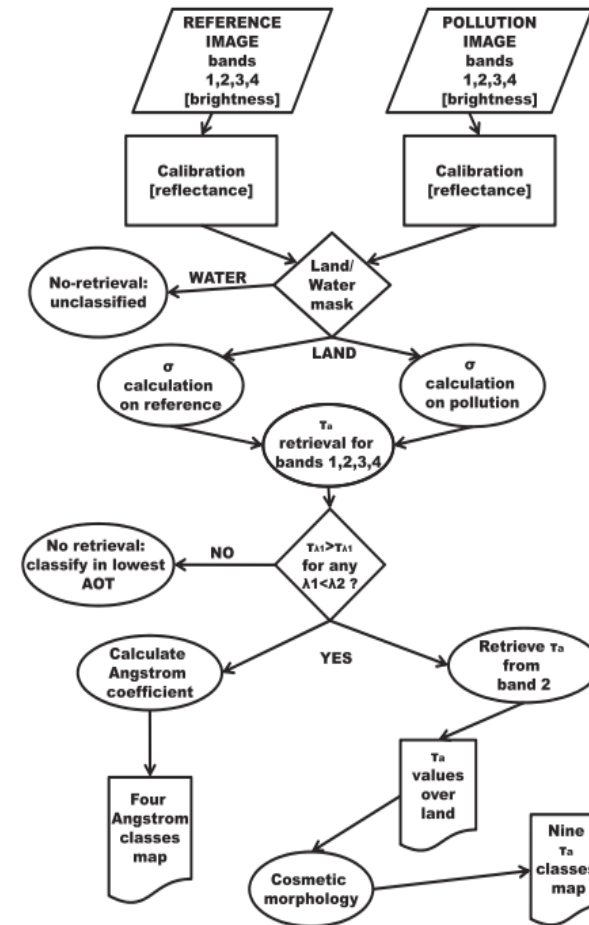 REFERENCE
IMAGE
bands
1,2,3,4
[brightness]
POLLUTION
IMAGE
bands
1,2,3,4
[brightness]
Calibration
[reflectance]
Calibration
[reflectance]
Land/
Water
mask
WATER
No-retrieval:
unclassified
LAND
σ
calculation
on reference
σ
calculation
on pollution
τa
retrieval for
bands 1,2,3,4
τλ1>τλ1
for any
λ1<λ2 ?
NO
No retrieval:
classify in lowest
AOT
YES
Calculate
Angstrom
coefficient
Retrieve τa
from
band 2
Four
Angstrom
classes
map
τa
values
over
land
Cosmetic
morphology
Nine
τa
classes
map